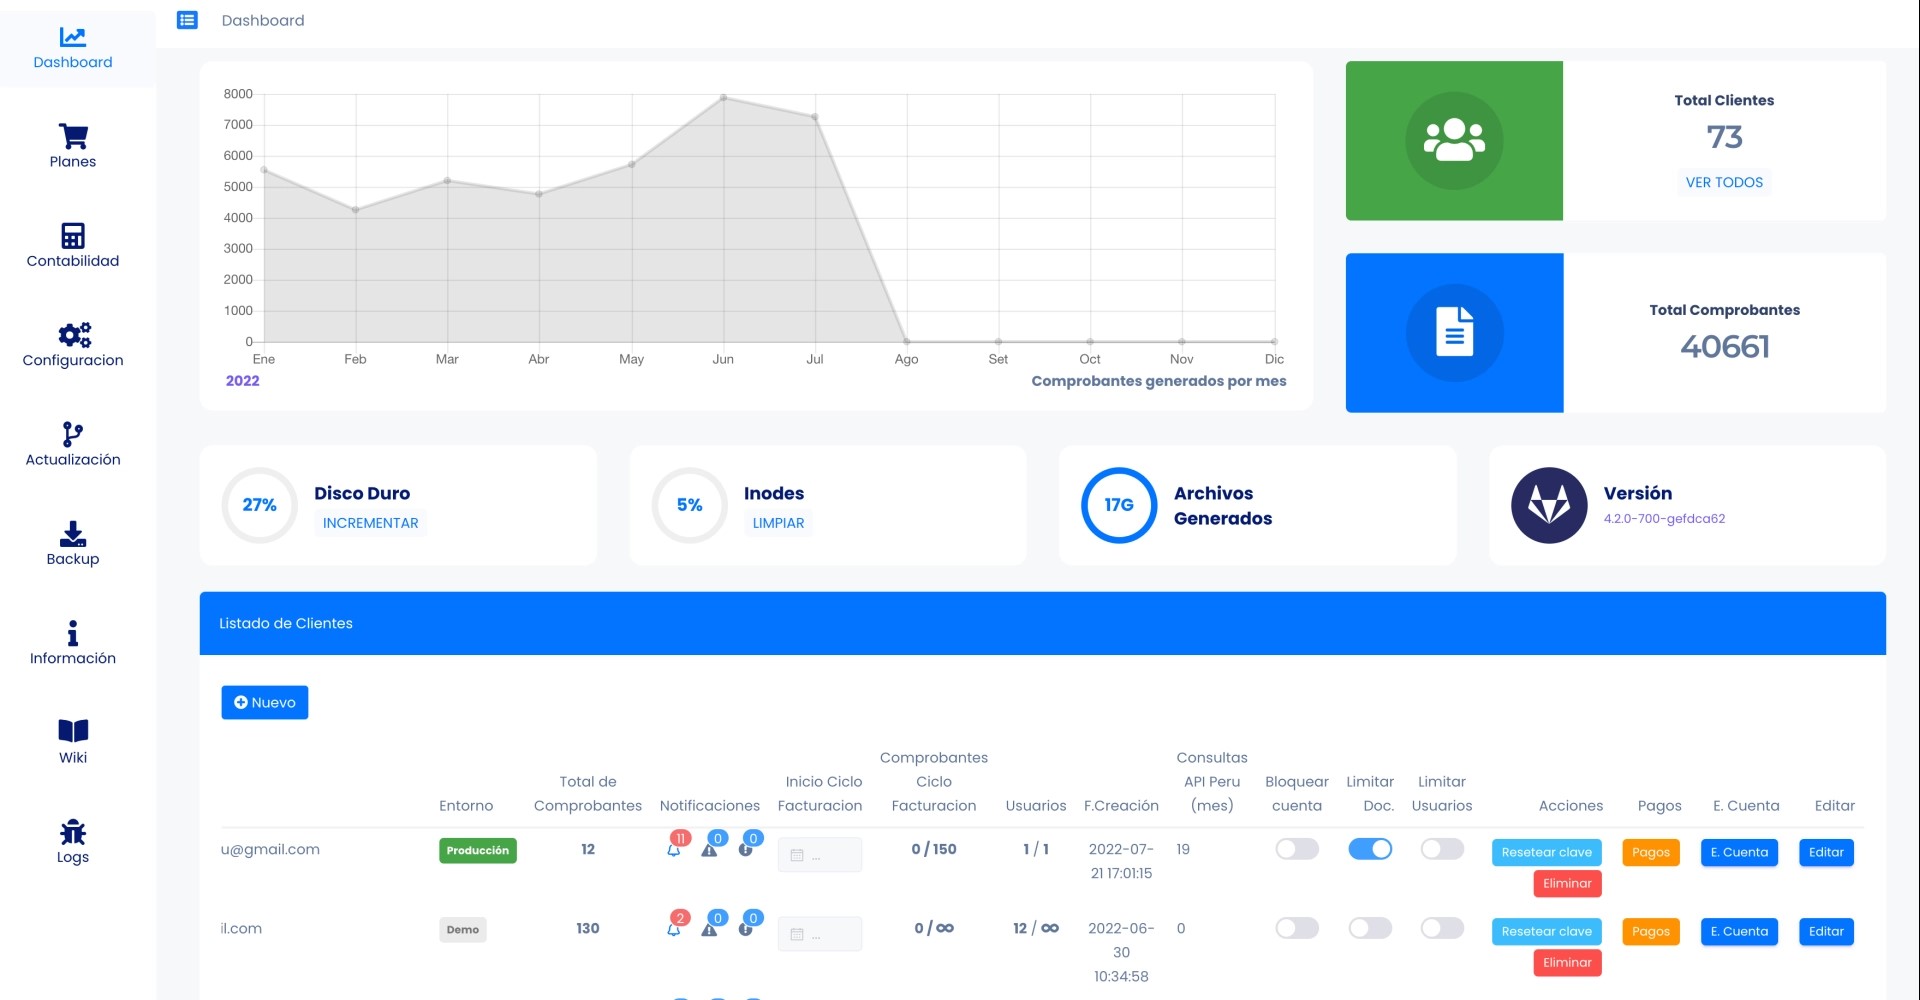 Dashboard
Dashboard
Planes
Contabilidad
Configuracion
Actualización
Backup
Información
Wiki
Logs
8000
7000
6000
5000
4000
3000
2000
1000
0
Ene Feb Mar Abr May Jun Jul Ago Set Oct Nov Dic
2022 Comprobantes generados por mes
Total Clientes
73
VER TODOS
Total Comprobantes
40661
27%
Disco Duro
INCREMENTAR
5%
Inodes
LIMPIAR
17G
Archivos
Generados
Versión
4.2.0-700-gefdca62
Listado de Clientes
Nuevo
Entorno
Total de
Comprobantes
Notificaciones
Inicio Ciclo
Facturacion
Comprobantes
Ciclo
Facturacion
Usuarios
F.Creación
Consultas
API Peru
(mes)
Bloquear
cuenta
Limitar
Doc.
Limitar
Usuarios
Acciones
Pagos
E. Cuenta
Editar
u@gmail.com
Producción
12
11 0 0
...
0 / 150
1 / 1
2022-07-
21 17:01:15
19
Resetear clave
Eliminar
Pagos
E. Cuenta
Editar
il.com
Demo
130
2 0 0
...
0 / ∞
12 / ∞
2022-06-
30
10:34:58
0
Resetear clave
Eliminar
Pagos
E. Cuenta
Editar